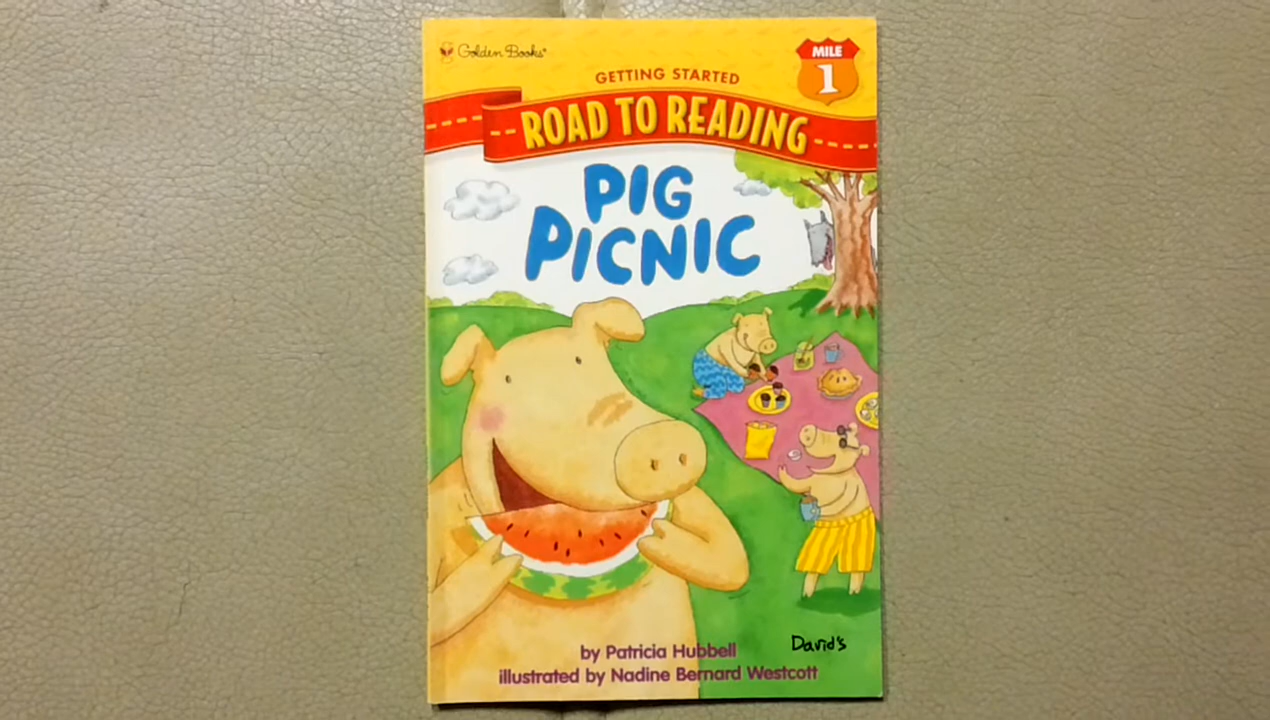 Golden Books®
MILE
1
GETTING STARTED
ROAD TO READING
PIG
PICNIC
David's
by Patricia Hubbell
illustrated by Nadine Bernard Westcott